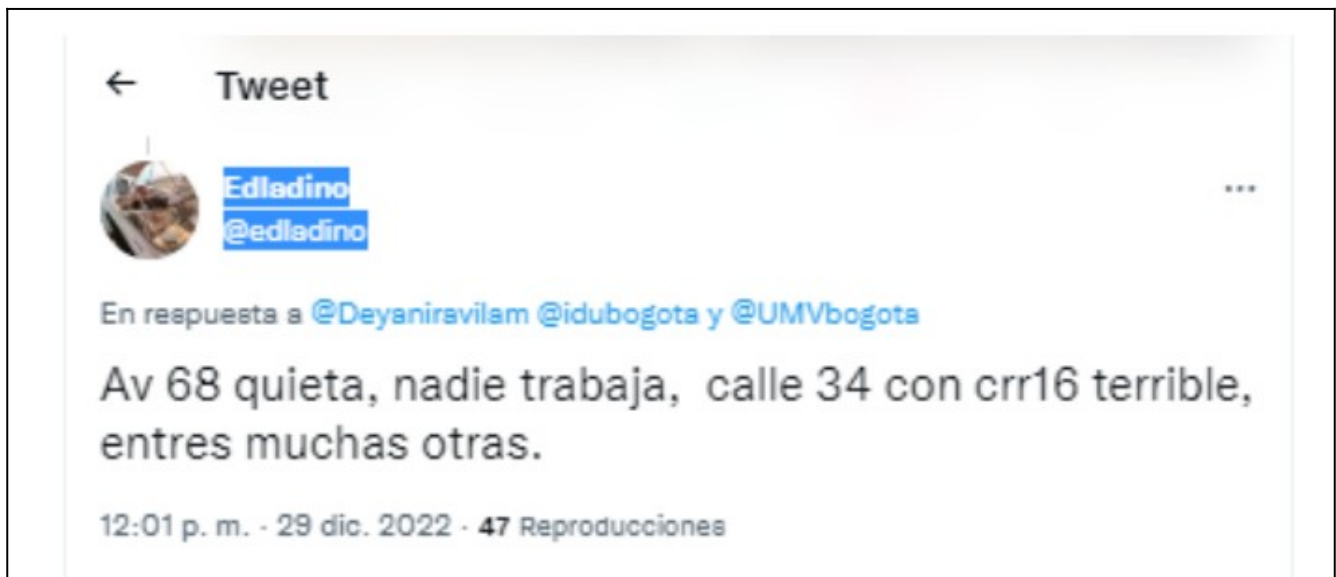 ← Tweet
Edladino
@edladino
...
En respuesta a @Deyaniravilam @idubogota y @UMVbogota
Av 68 quieta, nadie trabaja, calle 34 con crr16 terrible,
entres muchas otras.
12:01 p. m. · 29 dic. 2022 · 47 Reproducciones